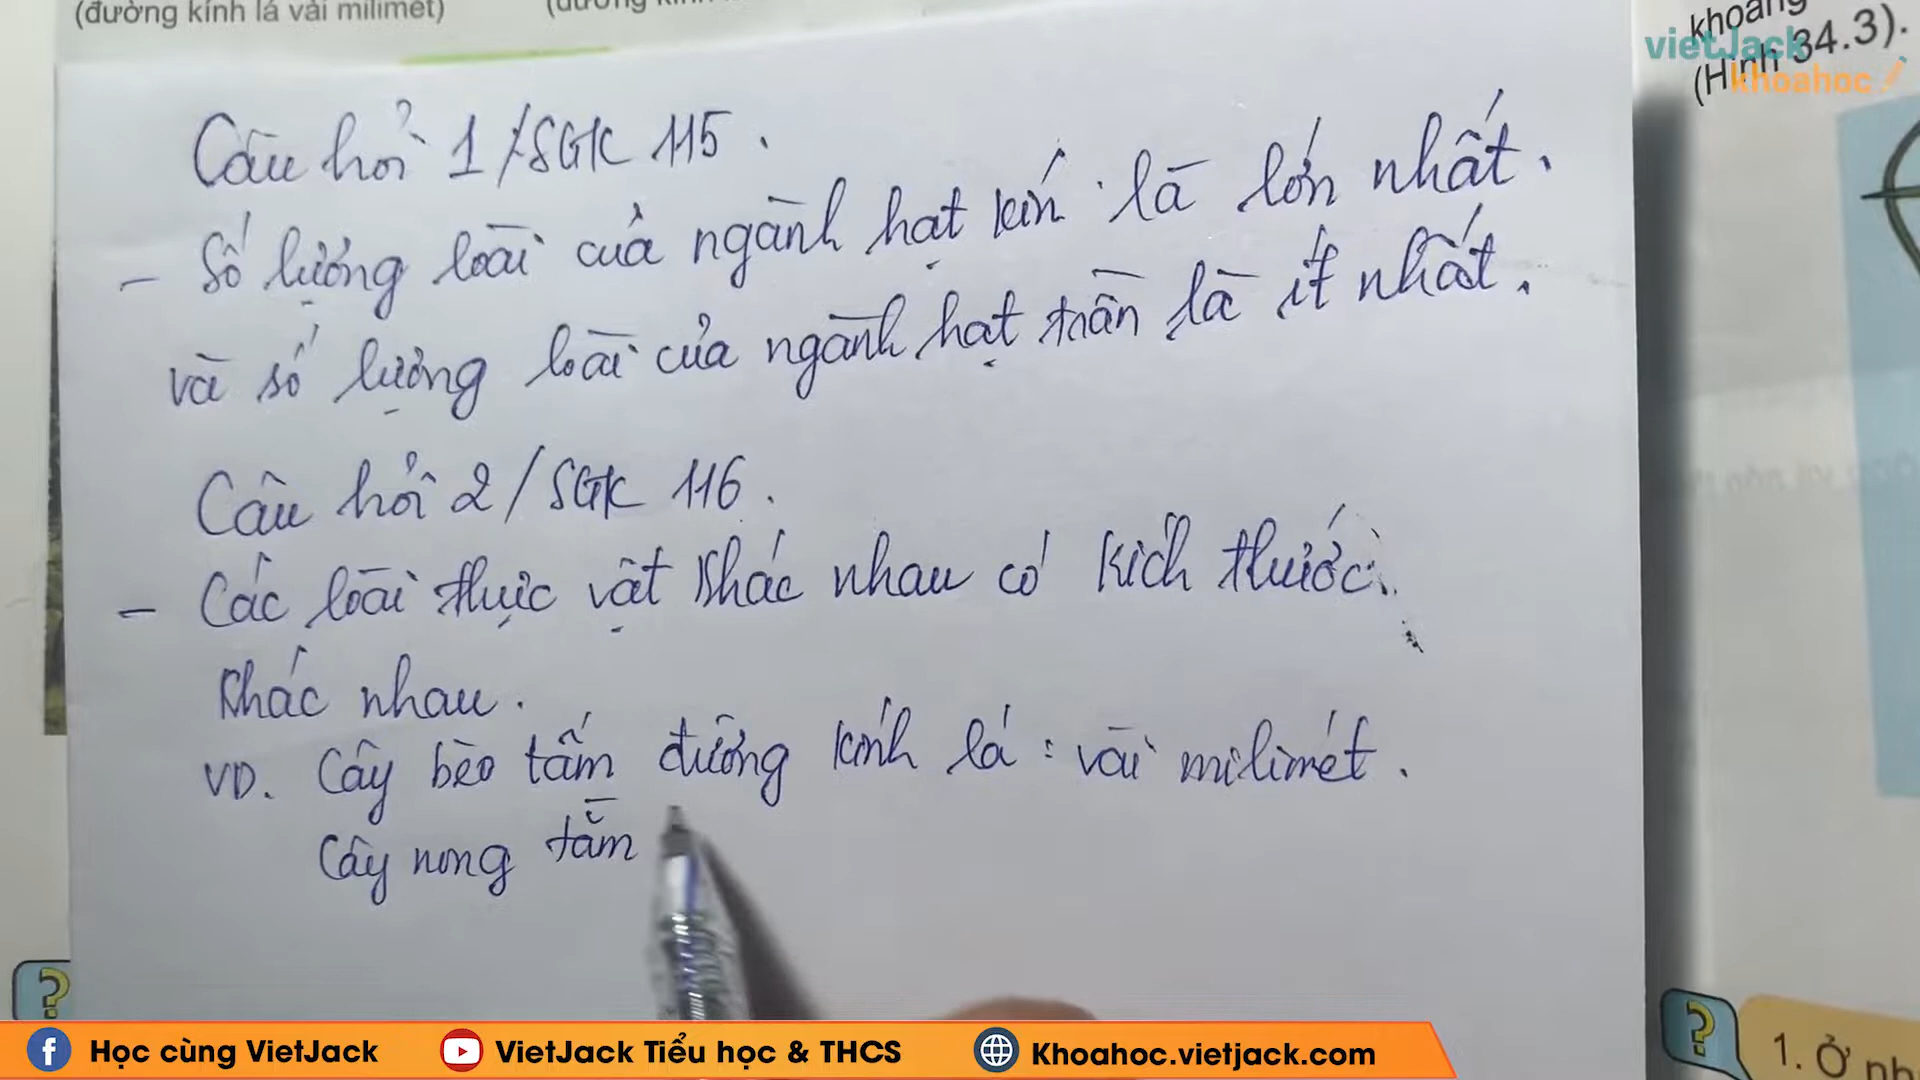 (đường kính lá vài milimét)
khoảng
(Hình 34.3).
vietJack
khoahoc
Câu hỏi 1/SGK 115.
- Số lượng loài của ngành hạt kín là lớn nhất.
và số lượng loài của ngành hạt trần là ít nhất.
Câu hỏi 2/SGK 116.
- Các loài thực vật khác nhau có kích thước
khác nhau.
VD. Cây bèo tấm đường kính lá: vài milimét.
Cây nong tằm
?
?
1. Ở nh
Học cùng VietJack
VietJack Tiểu học & THCS
Khoahoc.vietjack.com